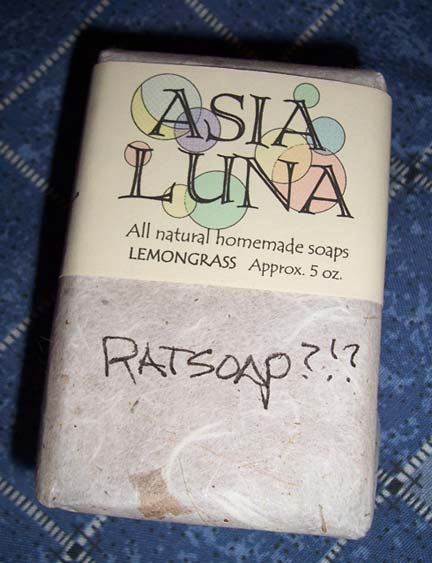 ASIA
LUNA
All natural homemade soaps
LEMONGRASS Approx. 5 oz.
RATSOAP?!?